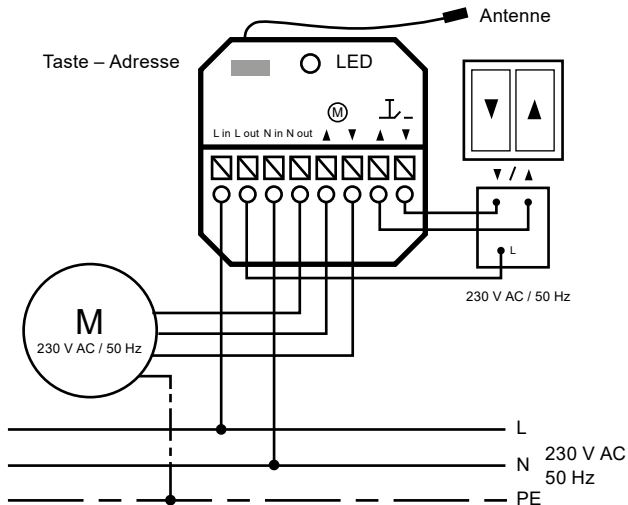 Antenne
Taste – Adresse
LED
M
L in L out N in N out ▲ ▼ ▲ ▼
▼ ▲
▼ / ▲
L
230 V AC / 50 Hz
M
230 V AC / 50 Hz
L
N
230 V AC
50 Hz
PE